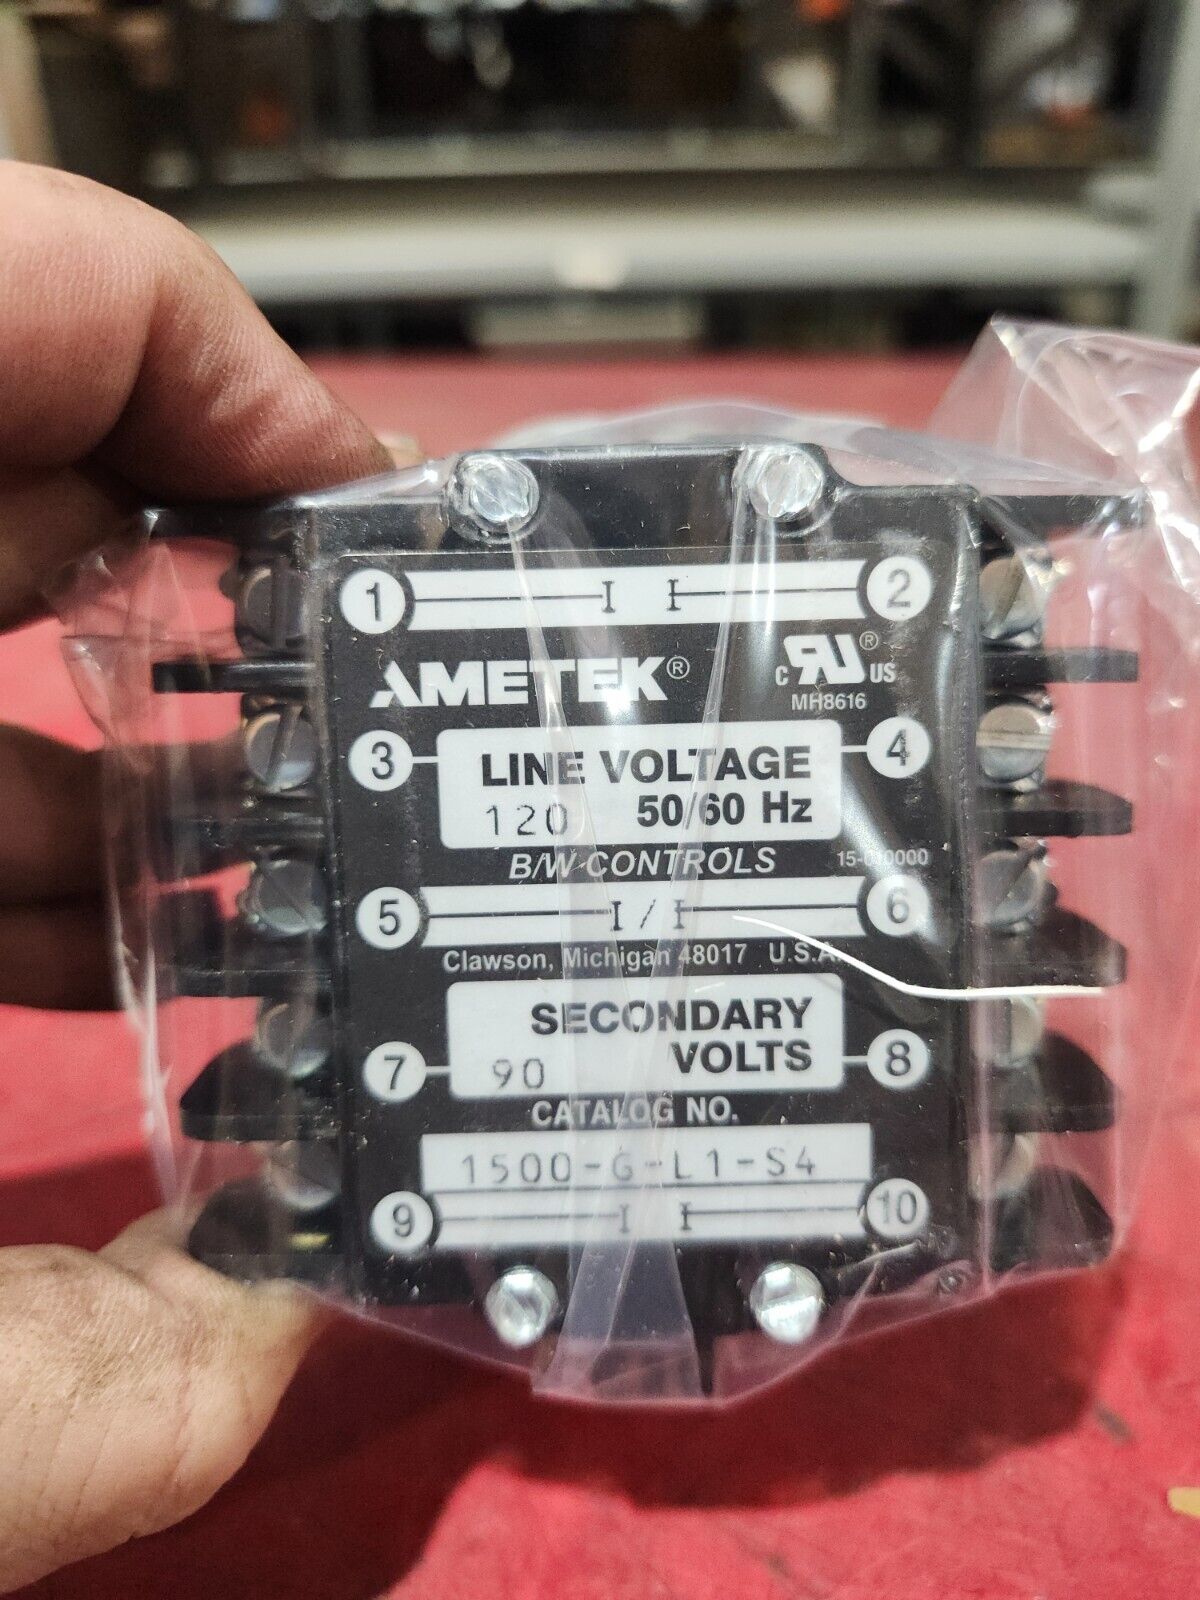 1 2
AMETEK®
C RU® US
MH8616
3 LINE VOLTAGE 4
120 50/60 Hz
B/W CONTROLS
5 6
Clawson, Michigan 48017 U.S.A.
SECONDARY
7 90 VOLTS 8
CATALOG NO.
1500-G-L1-S4
9 10